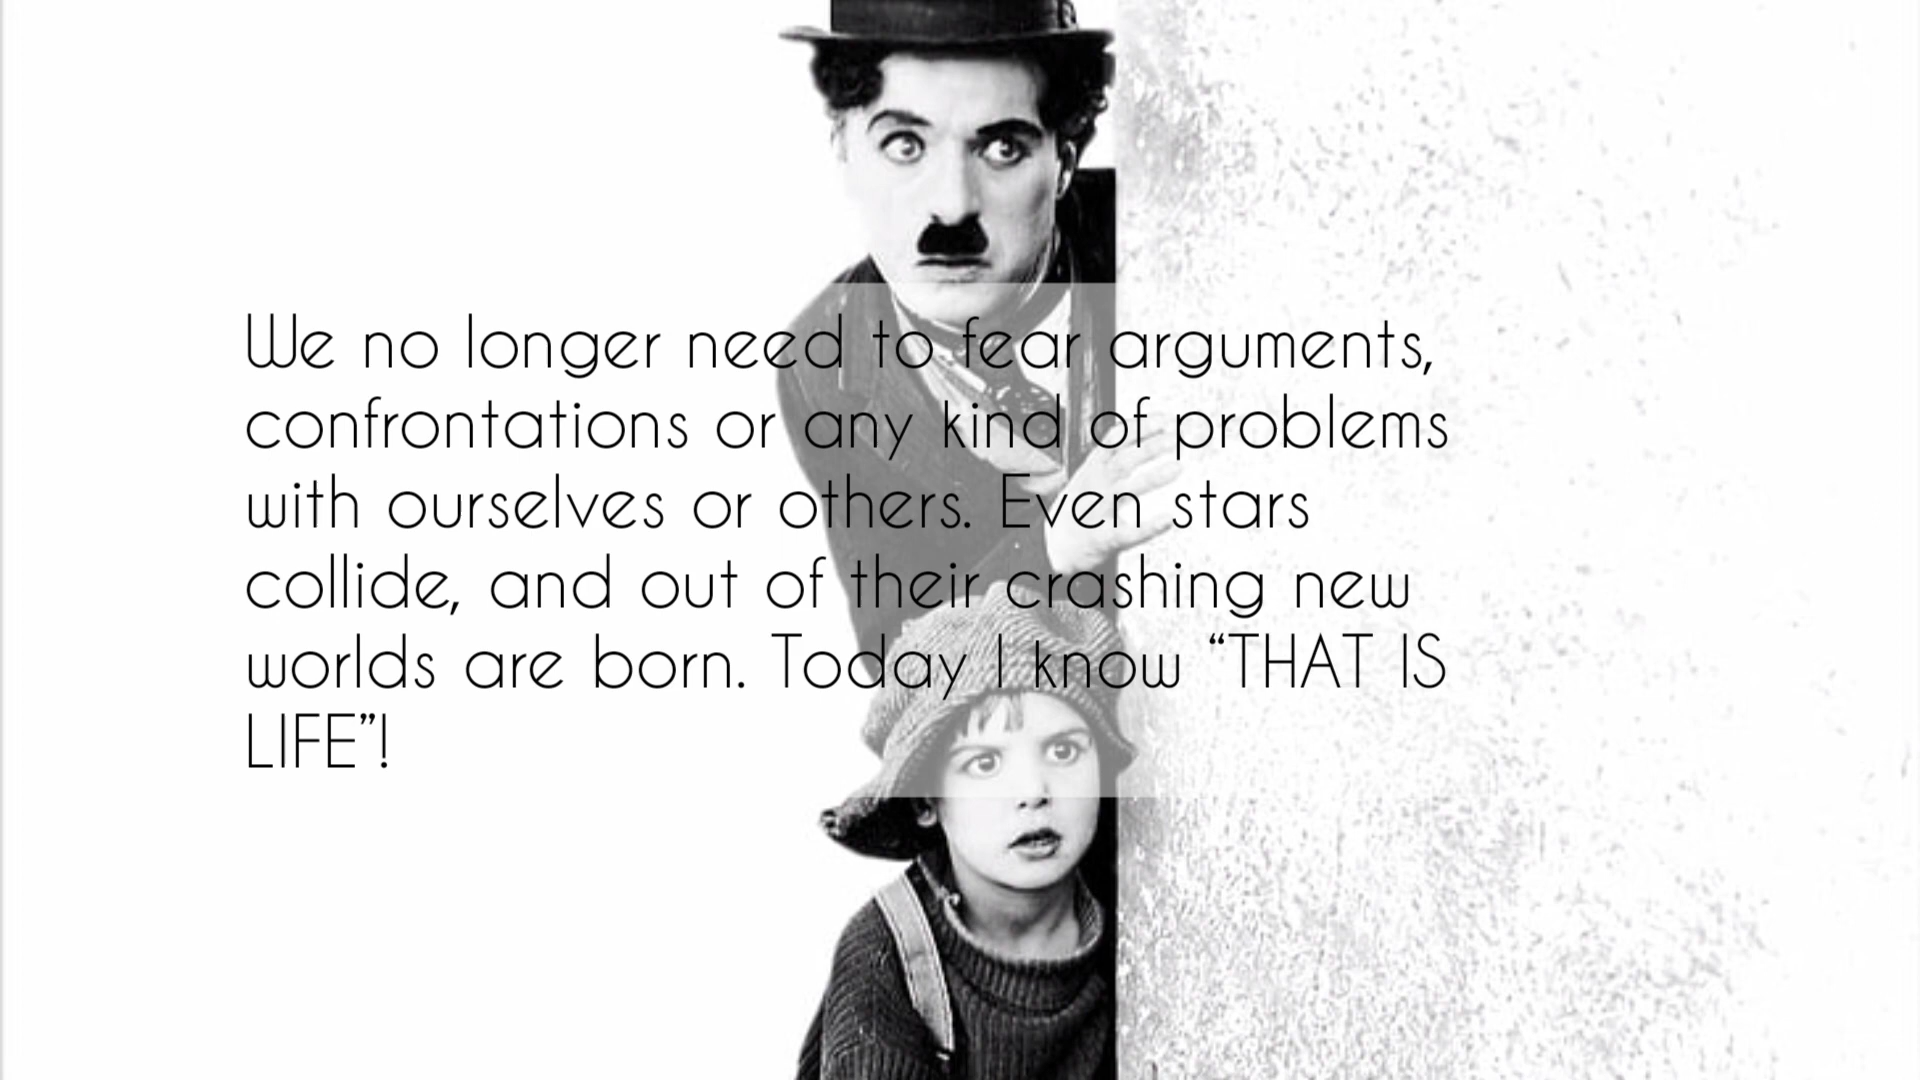 We no longer need to fear arguments,
confrontations or any kind of problems
with ourselves or others. Even stars
collide, and out of their crashing new
worlds are born. Today I know “THAT IS
LIFE”!